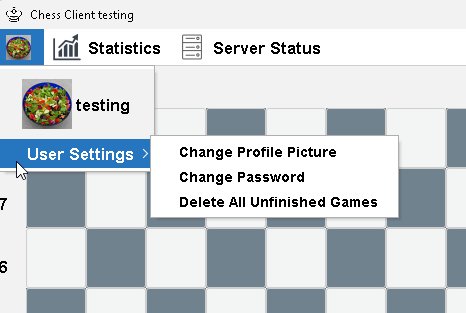 Chess Client testing
Statistics
Server Status
testing
User Settings
Change Profile Picture
Change Password
Delete All Unfinished Games
7
6